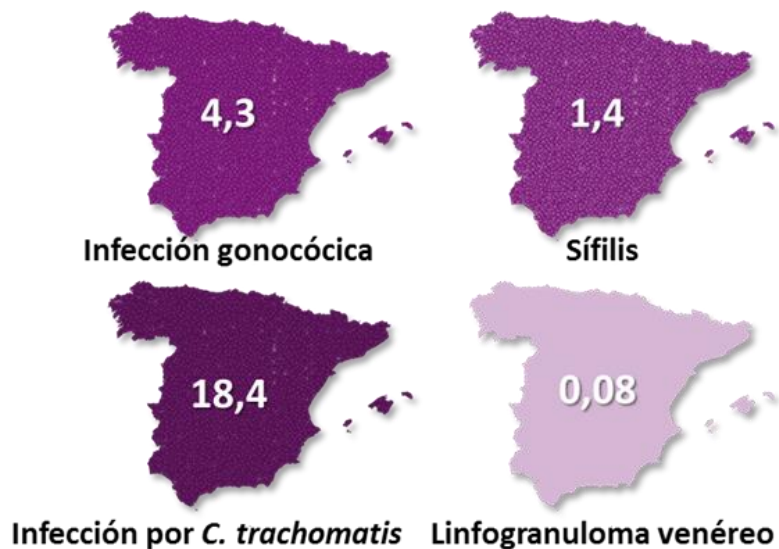 4,3
1,4
Infección gonocócica
Sífilis
18,4
0,08
Infección por C. trachomatis
Linfogranuloma venéreo